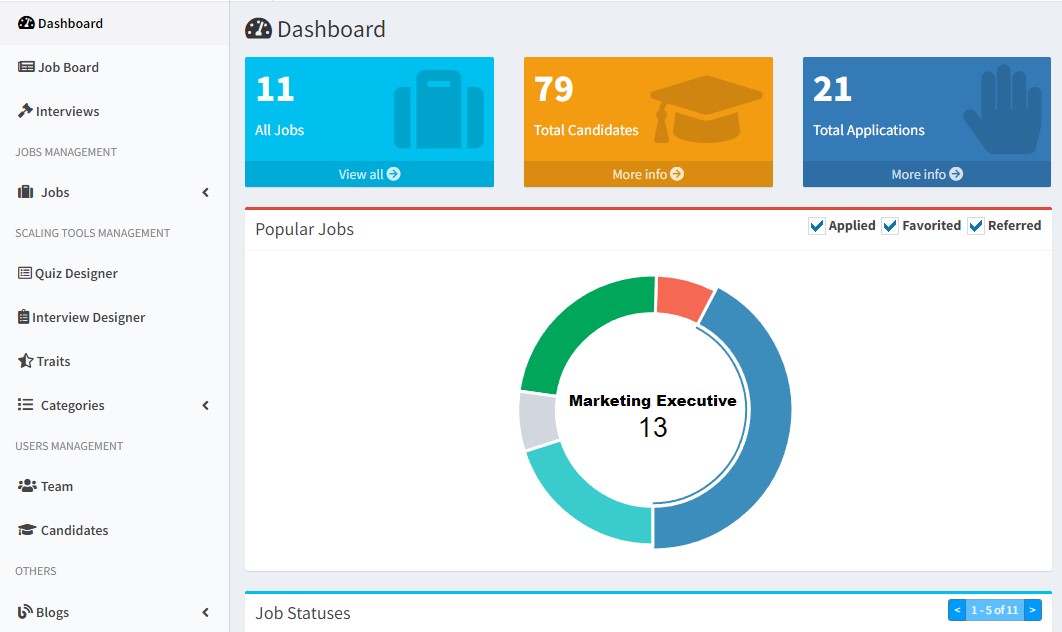 Dashboard
Job Board
Interviews
JOBS MANAGEMENT
Jobs
SCALING TOOLS MANAGEMENT
Quiz Designer
Interview Designer
Traits
Categories
USERS MANAGEMENT
Team
Candidates
OTHERS
Blogs
Dashboard
11
All Jobs
View all
79
Total Candidates
More info
21
Total Applications
More info
Popular Jobs
Applied Favorited Referred
Marketing Executive
13
Job Statuses
< 1 - 5 of 11 >